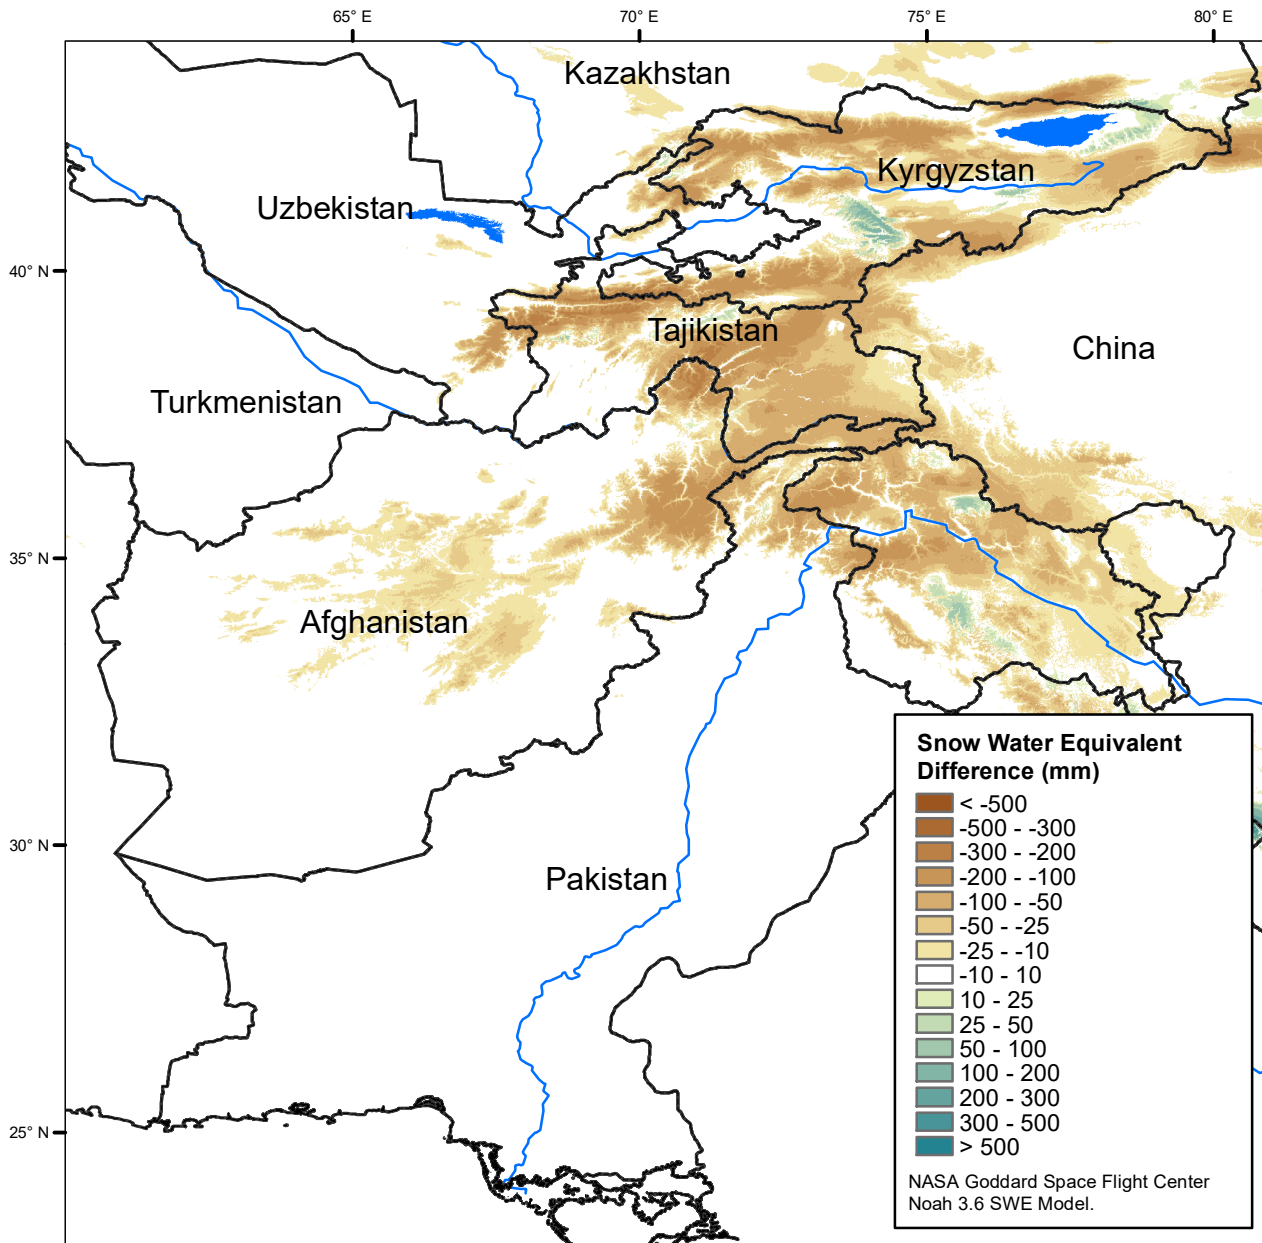 65° E
70° E
75° E
80° E
Kazakhstan
Kyrgyzstan
Uzbekistan
40° N
Tajikistan
China
Turkmenistan
35° N
Afghanistan
Snow Water Equivalent
Difference (mm)
< -500
-500 - -300
30° N
-300 - -200
Pakistan
-200 - -100
-100 - -50
-50 - -25
-25 - -10
-10 - 10
10 - 25
25 - 50
50 - 100
100 - 200
200 - 300
300 - 500
25° N
> 500
NASA Goddard Space Flight Center
Noah 3.6 SWE Model.